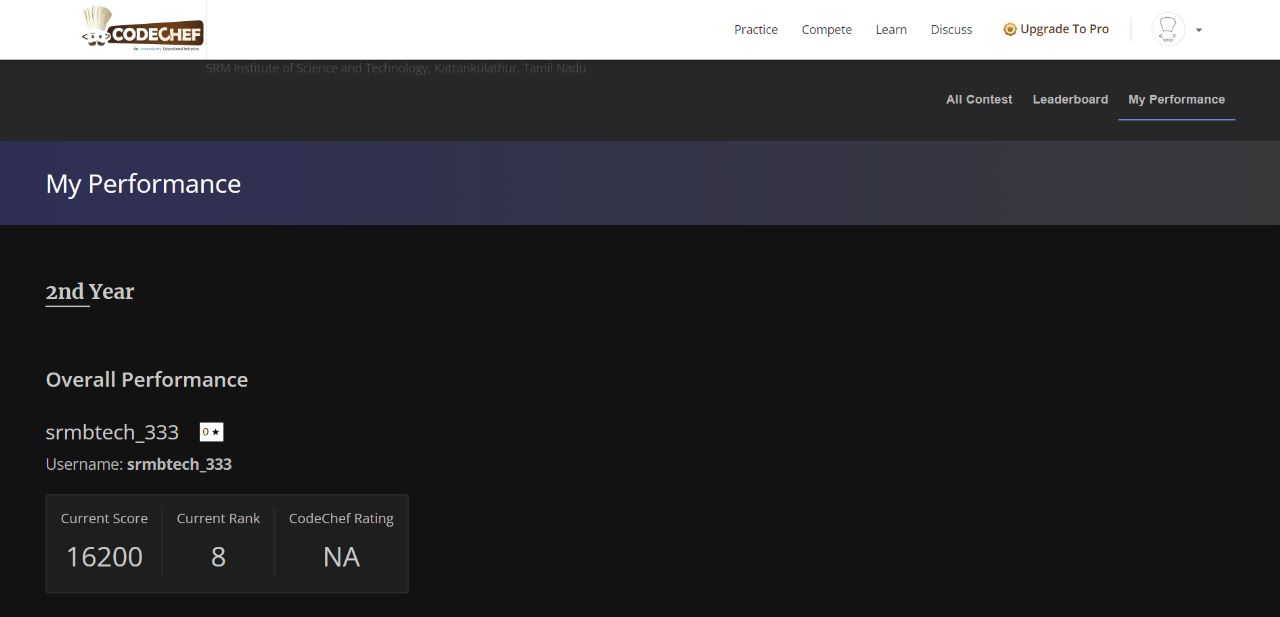 CODECHEF
An unacademy Educational Initiative
Practice Compete Learn Discuss Upgrade To Pro
SRM Institute of Science and Technology, Kattankulathur, Tamil Nadu
All Contest Leaderboard My Performance
My Performance
2nd Year
Overall Performance
srmbtech_333 0 ★
Username: srmbtech_333
Current Score Current Rank CodeChef Rating
16200 8 NA